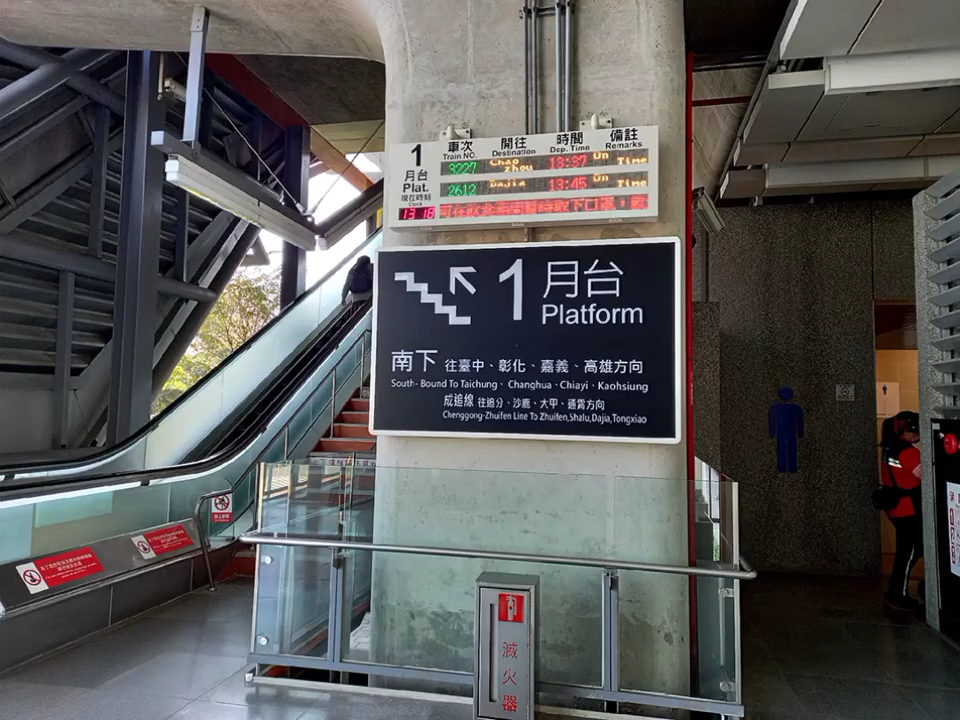 1
月台
Plat.
現在時刻
Clock
13 18
車次 開往 時間 備註
Train NO. Destination Dep. Time Remarks
3227 Chao zhou 13:37 On Time
2612 Dajia 13:45 On Time
1 月台
Platform
南下 往臺中、彰化、嘉義、高雄方向
South- Bound To Taichung、Changhua、Chiayi、Kaohsiung
成追線 往追分、沙鹿、大甲、通霄方向
Chenggong-Zhuifen Line To Zhuifen,Shalu,Dajia,Tongxiao
滅火器